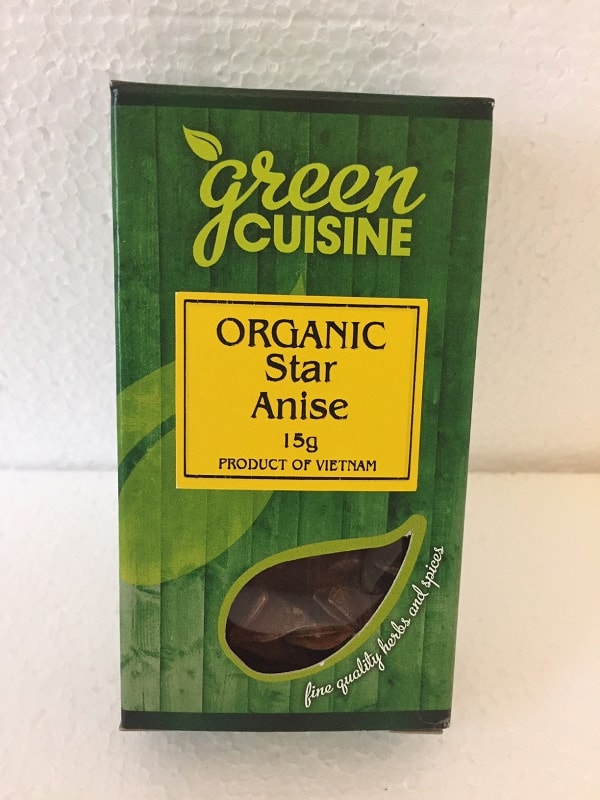 green
CUISINE
ORGANIC
Star
Anise
15g
PRODUCT OF VIETNAM
fine quality herbs and spices